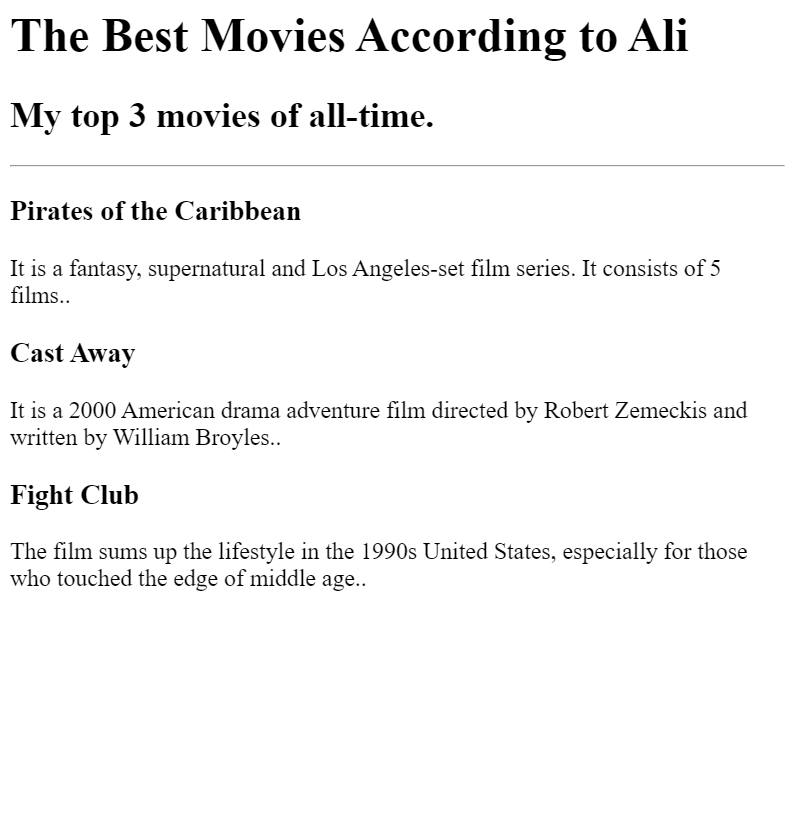 The Best Movies According to Ali
My top 3 movies of all-time.
Pirates of the Caribbean
It is a fantasy, supernatural and Los Angeles-set film series. It consists of 5
films..
Cast Away
It is a 2000 American drama adventure film directed by Robert Zemeckis and
written by William Broyles..
Fight Club
The film sums up the lifestyle in the 1990s United States, especially for those
who touched the edge of middle age..